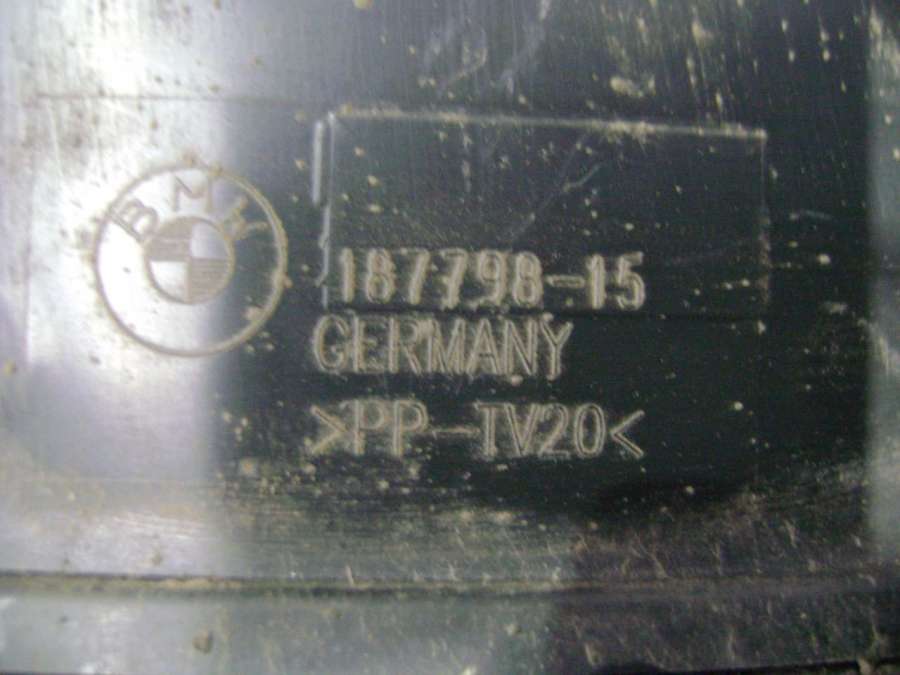 BMW
187798-15
GERMANY
>PP-TV20<